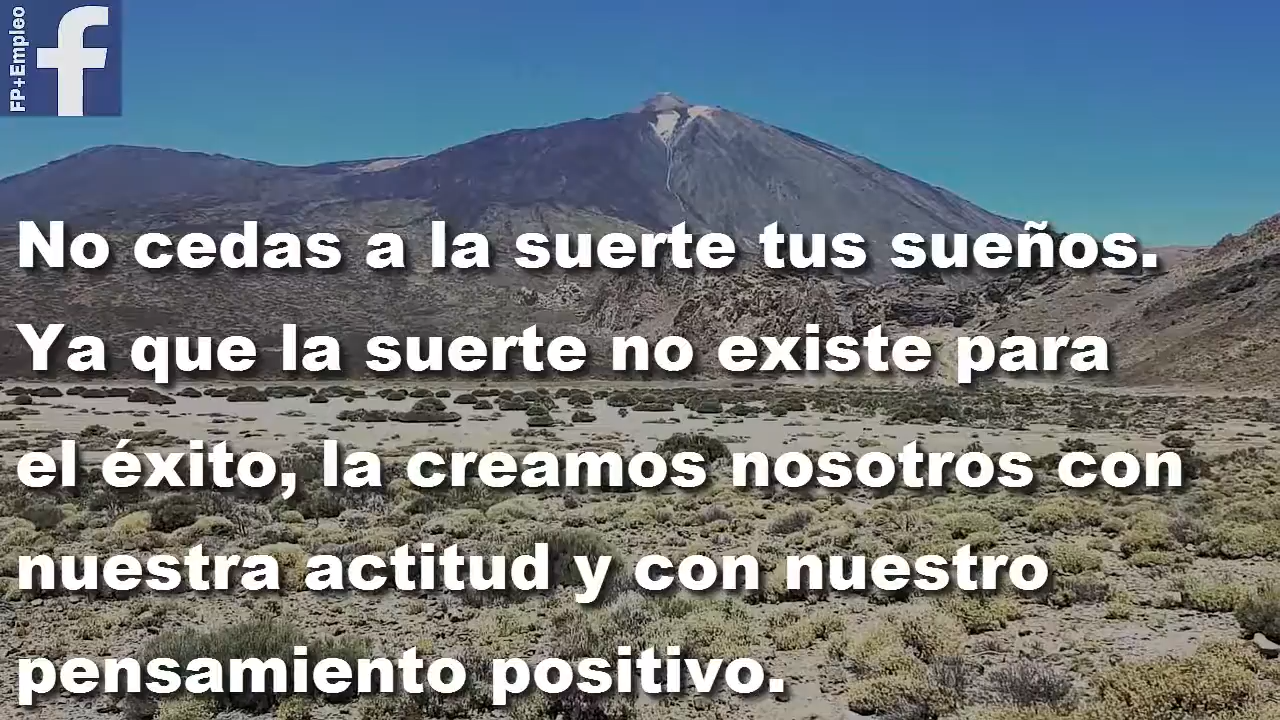 FP+Empleo
f
No cedas a la suerte tus sueños.
Ya que la suerte no existe para
el éxito, la creamos nosotros con
nuestra actitud y con nuestro
pensamiento positivo.